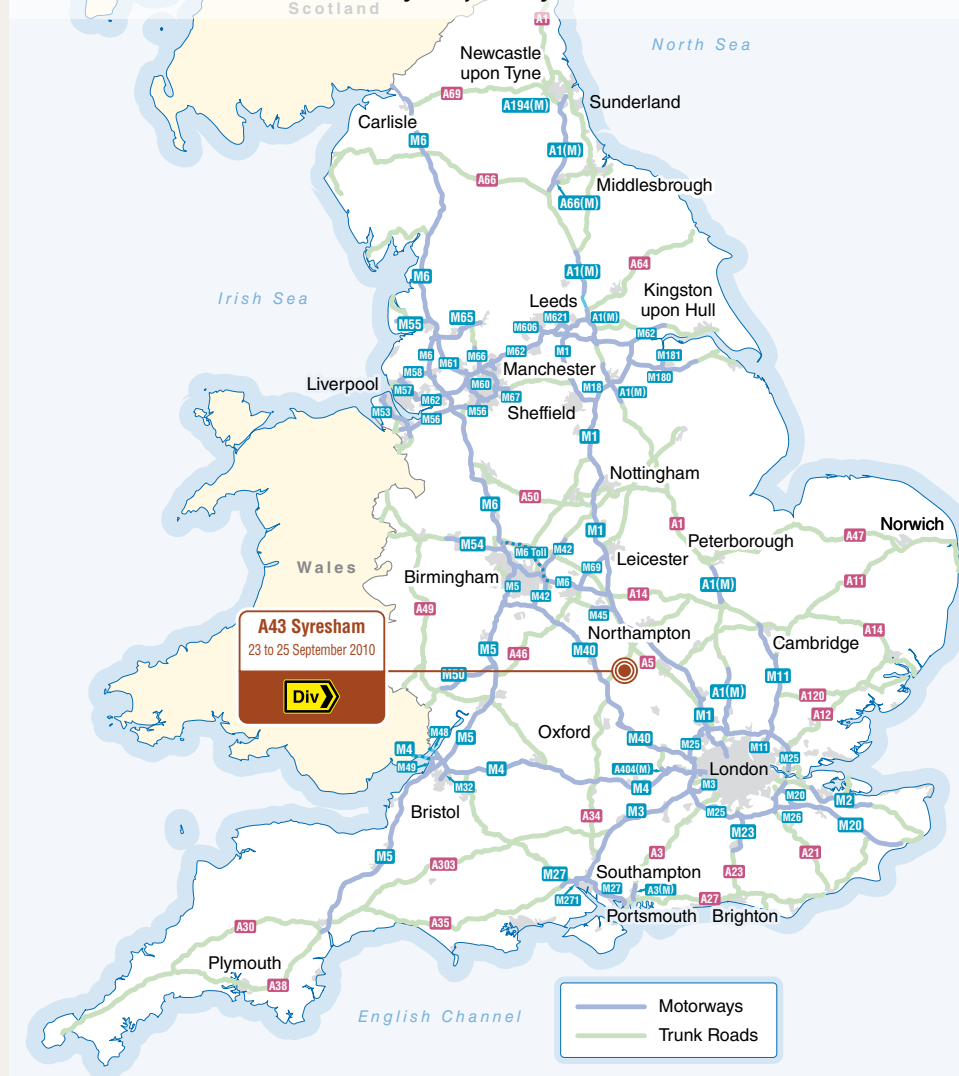 Scotland
North Sea
A1
Newcastle
upon Tyne
A69
A194(M)
Sunderland
Carlisle
M6
A1(M)
A66
Middlesbrough
A66(M)
A1(M)
A64
M6
Irish Sea
Leeds
Kingston
upon Hull
M55
M65
M621
A1(M)
M606
M62
M6
M61
M66
M62
M1
M181
M58
Manchester
M180
Liverpool
M57
M60
M18
A1(M)
M62
M67
M53
M56
M56
Sheffield
M1
Nottingham
A50
M6
A1
Norwich
M1
A47
Peterborough
M54
M6 Toll
M42
Leicester
Wales
Birmingham
M69
M5
M6
A1(M)
A11
M42
A14
A49
M45
A43 Syresham
23 to 25 September 2010
Div
Northampton
A14
Cambridge
M5
A46
M40
A5
M50
M11
A1(M)
A120
M1
A12
M48
M5
Oxford
M40
M25
M11
M4
M49
M25
M4
A404(M)
London
M32
M4
M3
M20
M2
Bristol
A34
M3
M25
M26
M20
M23
M5
A303
A3
A21
M27
Southampton
A23
M27
A3(M)
M271
A27
Portsmouth
Brighton
A30
A35
Plymouth
A38
English Channel
Motorways
Trunk Roads